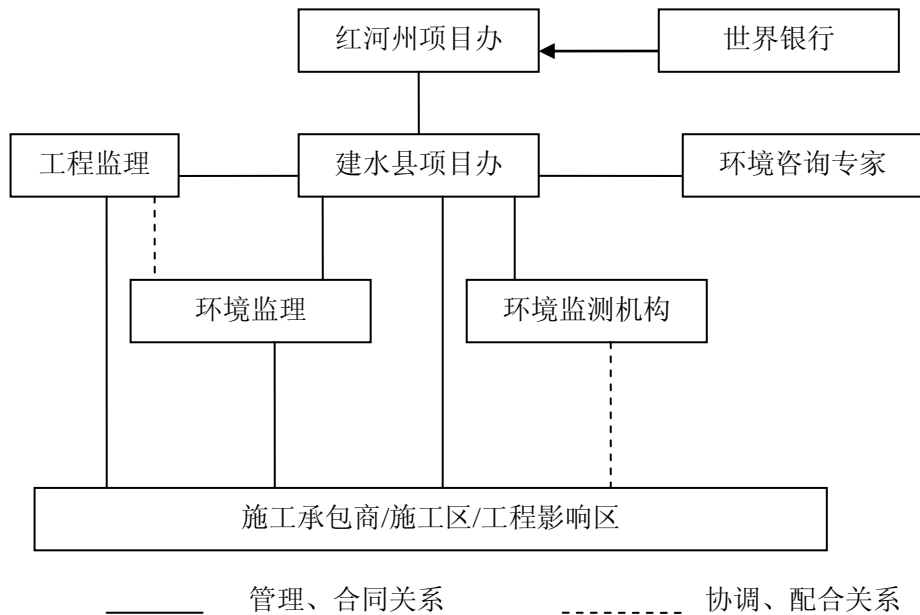 红河州项目办
世界银行
工程监理
建水县项目办
环境咨询专家
环境监理
环境监测机构
施工承包商/施工区/工程影响区
管理、合同关系
协调、配合关系